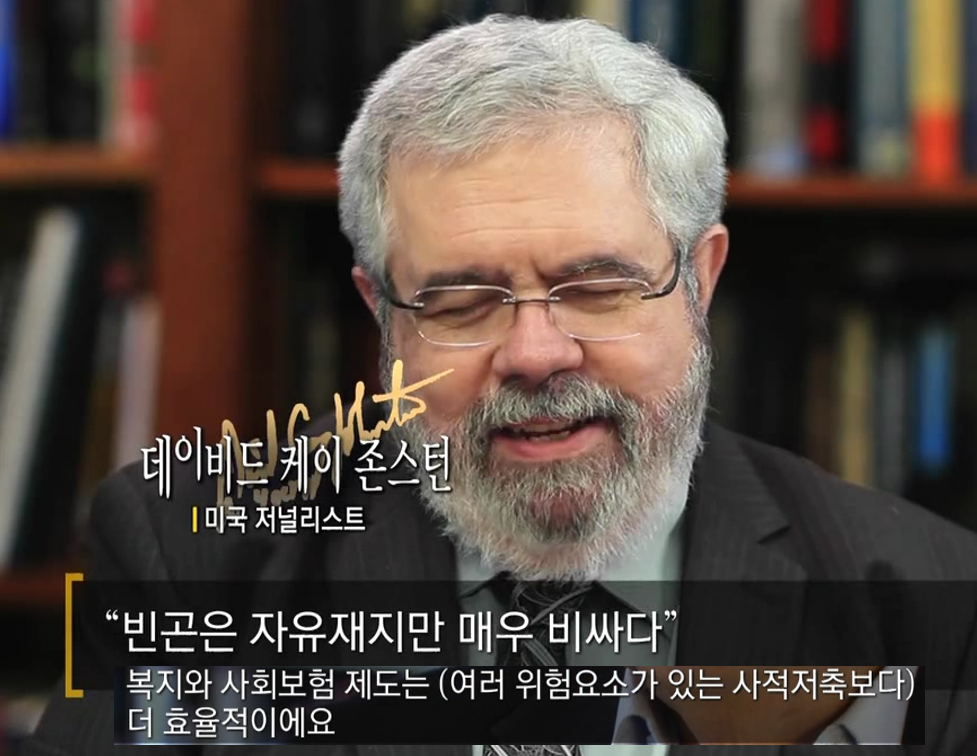 데이비드 케이 존스턴
미국 저널리스트
“빈곤은 자유재지만 매우 비싸다”
복지와 사회보험 제도는 (여러 위험요소가 있는 사적저축보다)
더 효율적이에요